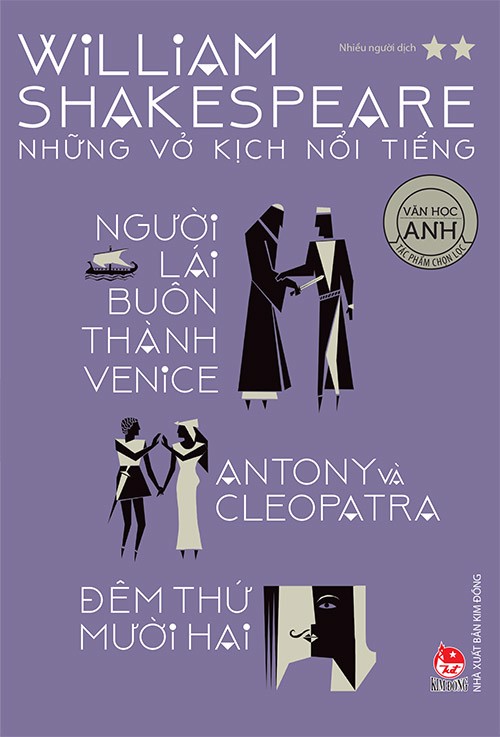 Nhiều người dịch
WiLLiAM
SHAKESPEARE
NHỮNG VỞ KỊCH NỔI TIẾNG
VĂN HỌC
ANH
TÁC PHẨM CHỌN LỌC
NGƯỜi
LÁi
BUÔN
THÀNH
VENiCE
ANTONY VÀ
CLEOPATRA
ĐÊM THỨ
MƯỜi HAi
KIM ĐỒNG
NHÀ XUẤT BẢN KIM ĐỒNG